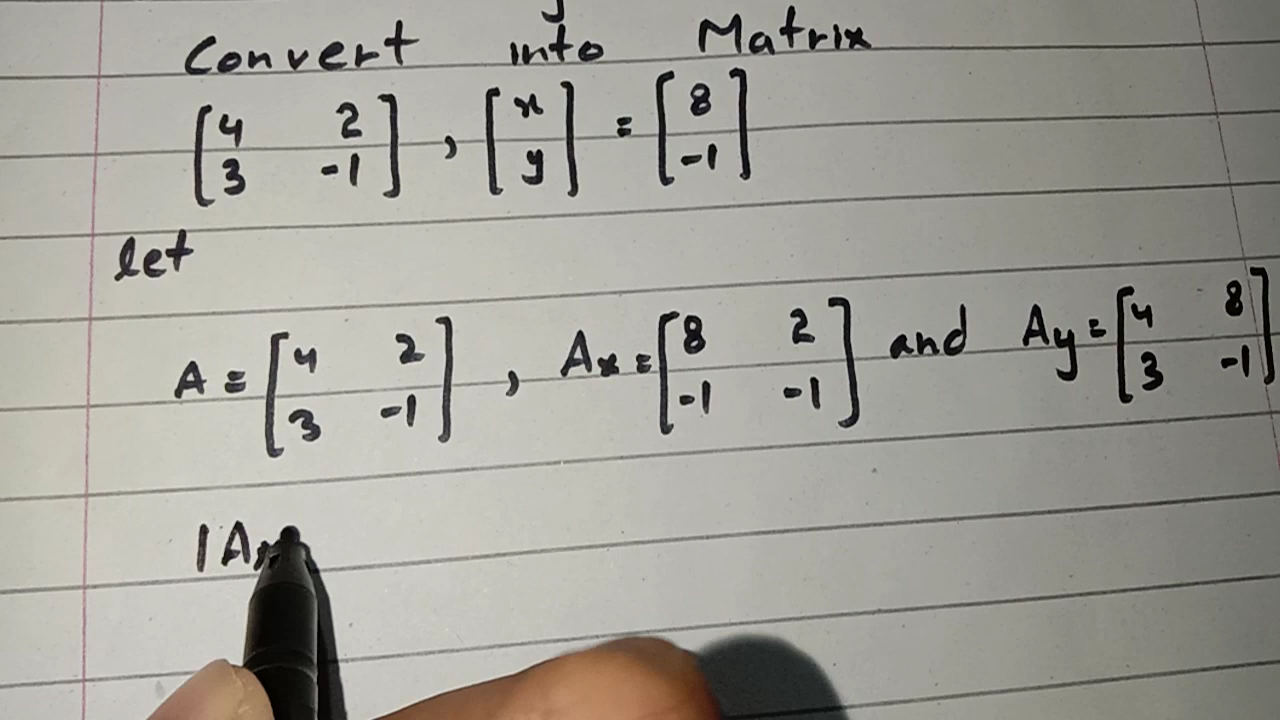 Convert into Matrix
[4 2
3 -1] , [x
y] = [8
-1]
let
A = [4 2
3 -1] , Ax = [8 2
-1 -1] and Ay = [4 8
3 -1]
|A